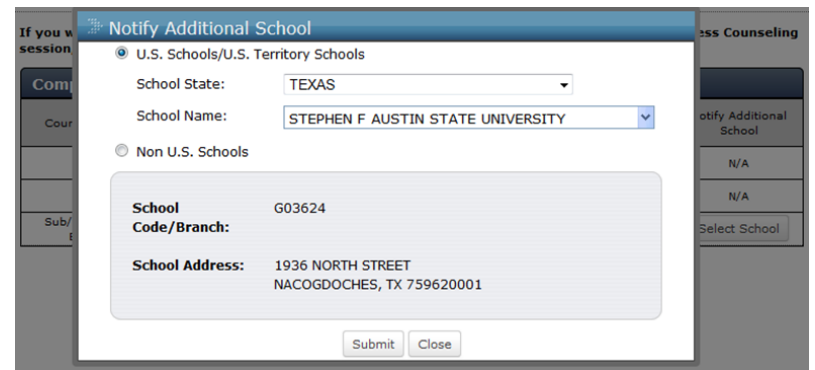 If you w
ess Counseling
session
Notify Additional School
U.S. Schools/U.S. Territory Schools
School State: TEXAS
School Name: STEPHEN F AUSTIN STATE UNIVERSITY
Non U.S. Schools
School Code/Branch: G03624
School Address: 1936 NORTH STREET
NACOGDOCHES, TX 759620001
Submit Close
Comp
Cour
otify Additional
School
N/A
N/A
Sub/
Select School